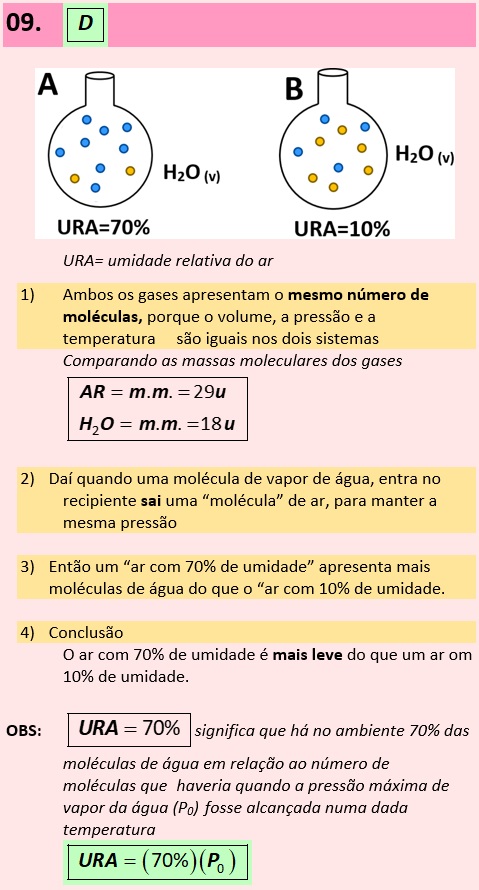 09. D
A
B
H₂O (v)
H₂O (v)
URA=70%
URA=10%
URA= umidade relativa do ar
1) Ambos os gases apresentam o mesmo número de
moléculas, porque o volume, a pressão e a
temperatura são iguais nos dois sistemas
Comparando as massas moleculares dos gases
AR = m.m. = 29u
H₂O = m.m. = 18u
2) Daí quando uma molécula de vapor de água, entra no
recipiente sai uma “molécula” de ar, para manter a
mesma pressão
3) Então um “ar com 70% de umidade” apresenta mais
moléculas de água do que o “ar com 10% de umidade.
4) Conclusão
O ar com 70% de umidade é mais leve do que um ar om
10% de umidade.
OBS: URA = 70% significa que há no ambiente 70% das
moléculas de água em relação ao número de
moléculas que haveria quando a pressão máxima de
vapor da água (P₀) fosse alcançada numa dada
temperatura
URA = (70%)(P₀)